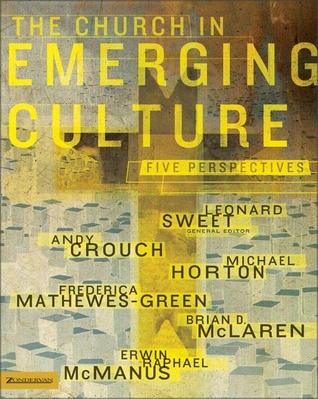 THE CHURCH IN
EMERGING
CULTURE
FIVE PERSPECTIVES
LEONARD
SWEET
GENERAL EDITOR
ANDY
CROUCH
MICHAEL
HORTON
FREDERICA
MATHEWES-GREEN
BRIAN D.
McLAREN
ERWIN
RAPHAEL
McMANUS
ZONDERVAN